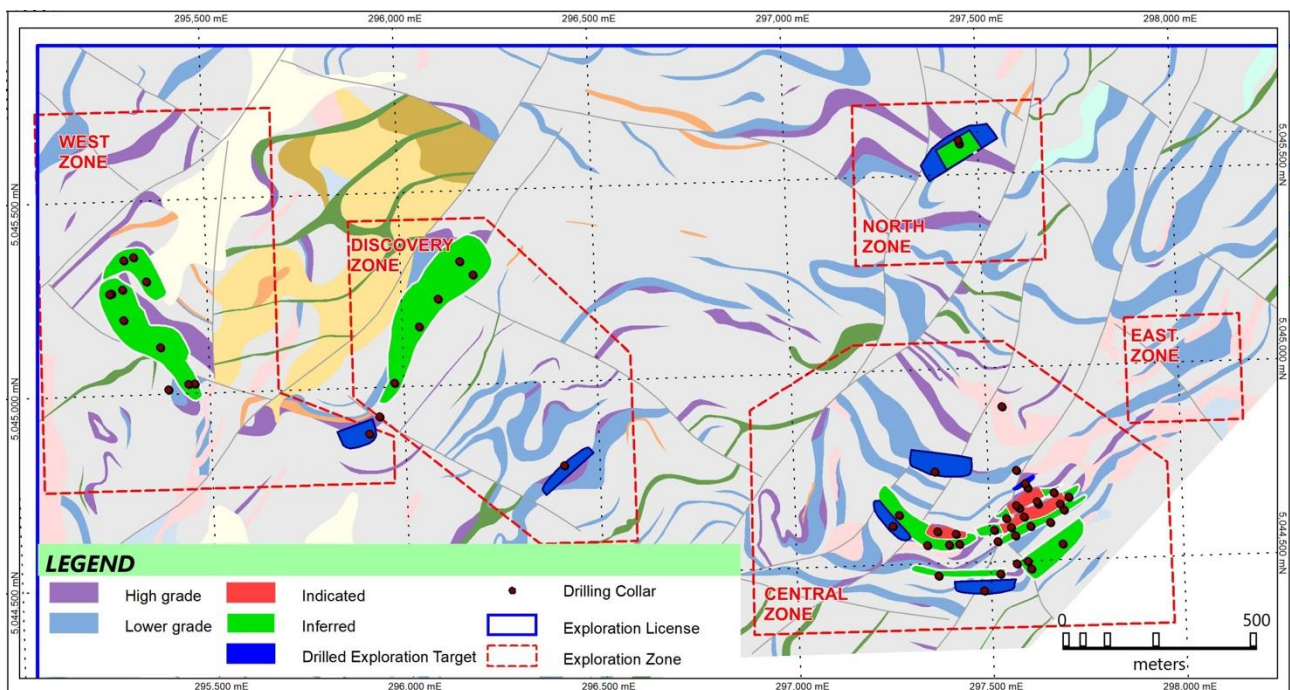 295,500 mE
296,000 mE
296,500 mE
297,000 mE
297,500 mE
298,000 mE
WEST
ZONE
5,045,500 mN
5,045,500 mN
NORTH
ZONE
DISCOVERY
ZONE
EAST
ZONE
5,045,000 mN
5,045,000 mN
5,044,500 mN
5,044,500 mN
LEGEND
High grade
Indicated
Drilling Collar
Lower grade
Inferred
Exploration License
Drilled Exploration Target
Exploration Zone
CENTRAL
ZONE
0
500
meters
295,500 mE
296,000 mE
296,500 mE
297,000 mE
297,500 mE
298,000 mE